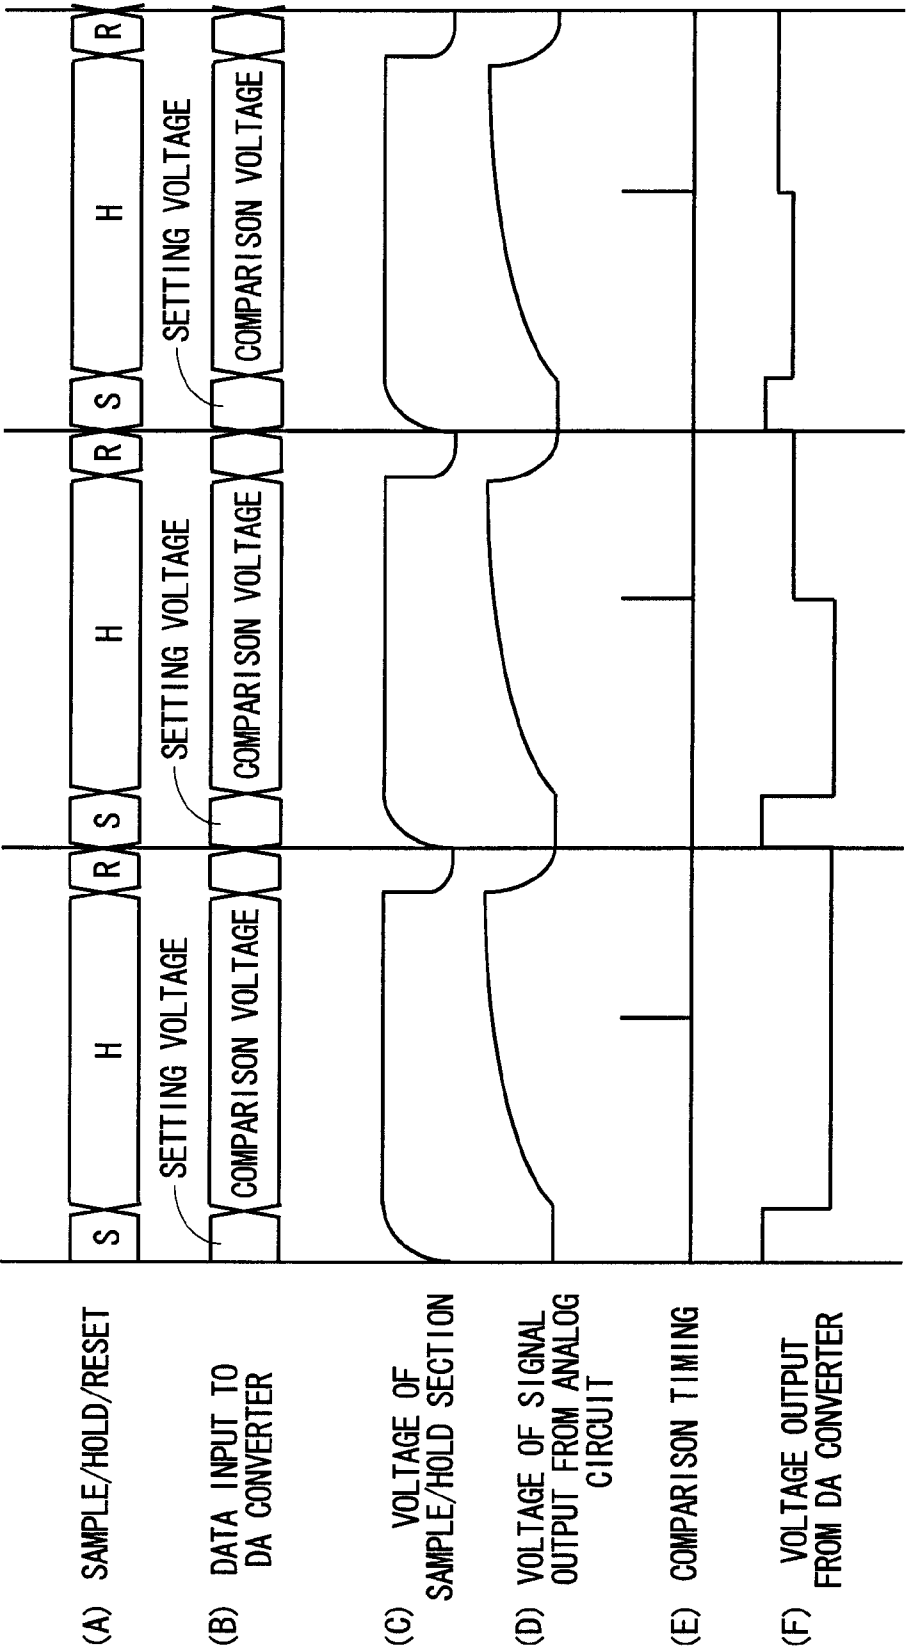 (A) SAMPLE/HOLD/RESET
S H R S H R S H R
(B) DATA INPUT TO
DA CONVERTER
SETTING VOLTAGE
COMPARISON VOLTAGE
SETTING VOLTAGE
COMPARISON VOLTAGE
SETTING VOLTAGE
COMPARISON VOLTAGE
(C) VOLTAGE OF
SAMPLE/HOLD SECTION
(D) VOLTAGE OF SIGNAL
OUTPUT FROM ANALOG
CIRCUIT
(E) COMPARISON TIMING
(F) VOLTAGE OUTPUT
FROM DA CONVERTER